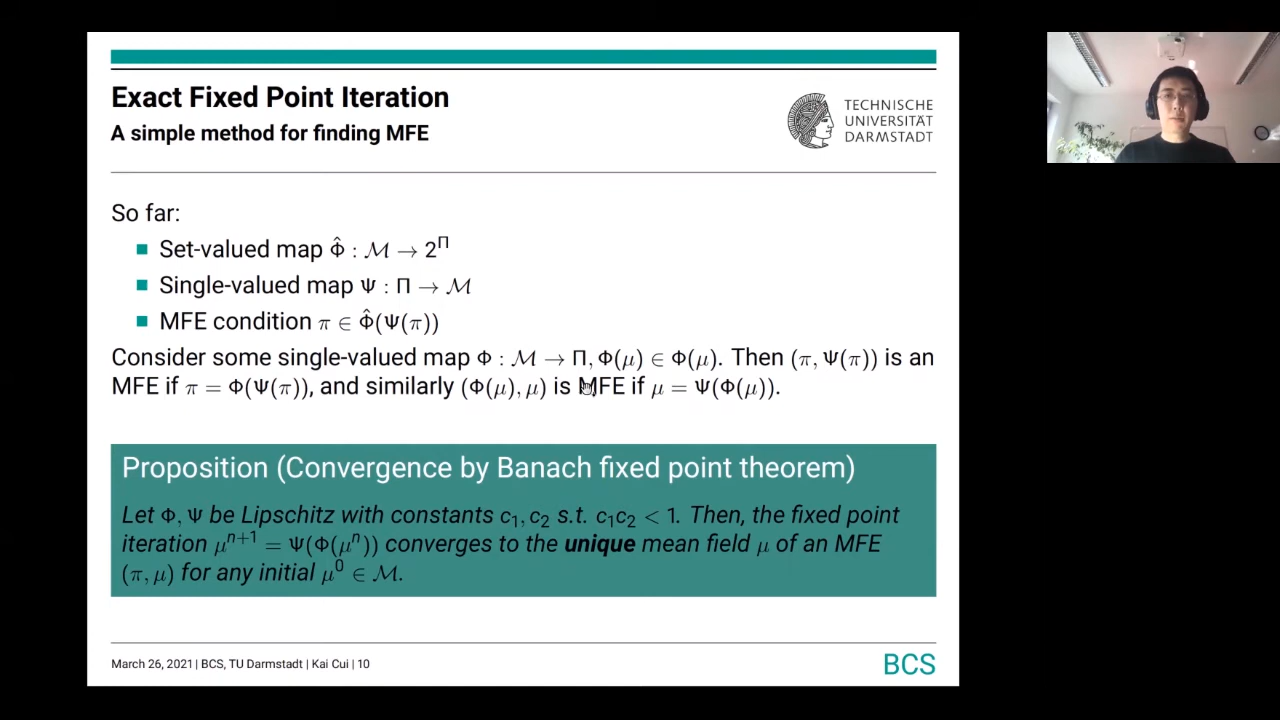 Exact Fixed Point Iteration
A simple method for finding MFE
TECHNISCHE
UNIVERSITÄT
DARMSTADT
So far:
■ Set-valued map Φ̂ : ℳ → 2^Π
■ Single-valued map Ψ : Π → ℳ
■ MFE condition π ∈ Φ̂(Ψ(π))
Consider some single-valued map Φ : ℳ → Π, Φ(μ) ∈ Φ(μ). Then (π, Ψ(π)) is an
MFE if π = Φ(Ψ(π)), and similarly (Φ(μ), μ) is MFE if μ = Ψ(Φ(μ)).
Proposition (Convergence by Banach fixed point theorem)
Let Φ, Ψ be Lipschitz with constants c₁, c₂ s.t. c₁c₂ < 1. Then, the fixed point
iteration μⁿ⁺¹ = Ψ(Φ(μⁿ)) converges to the unique mean field μ of an MFE
(π, μ) for any initial μ⁰ ∈ ℳ.
March 26, 2021 | BCS, TU Darmstadt | Kai Cui | 10
BCS